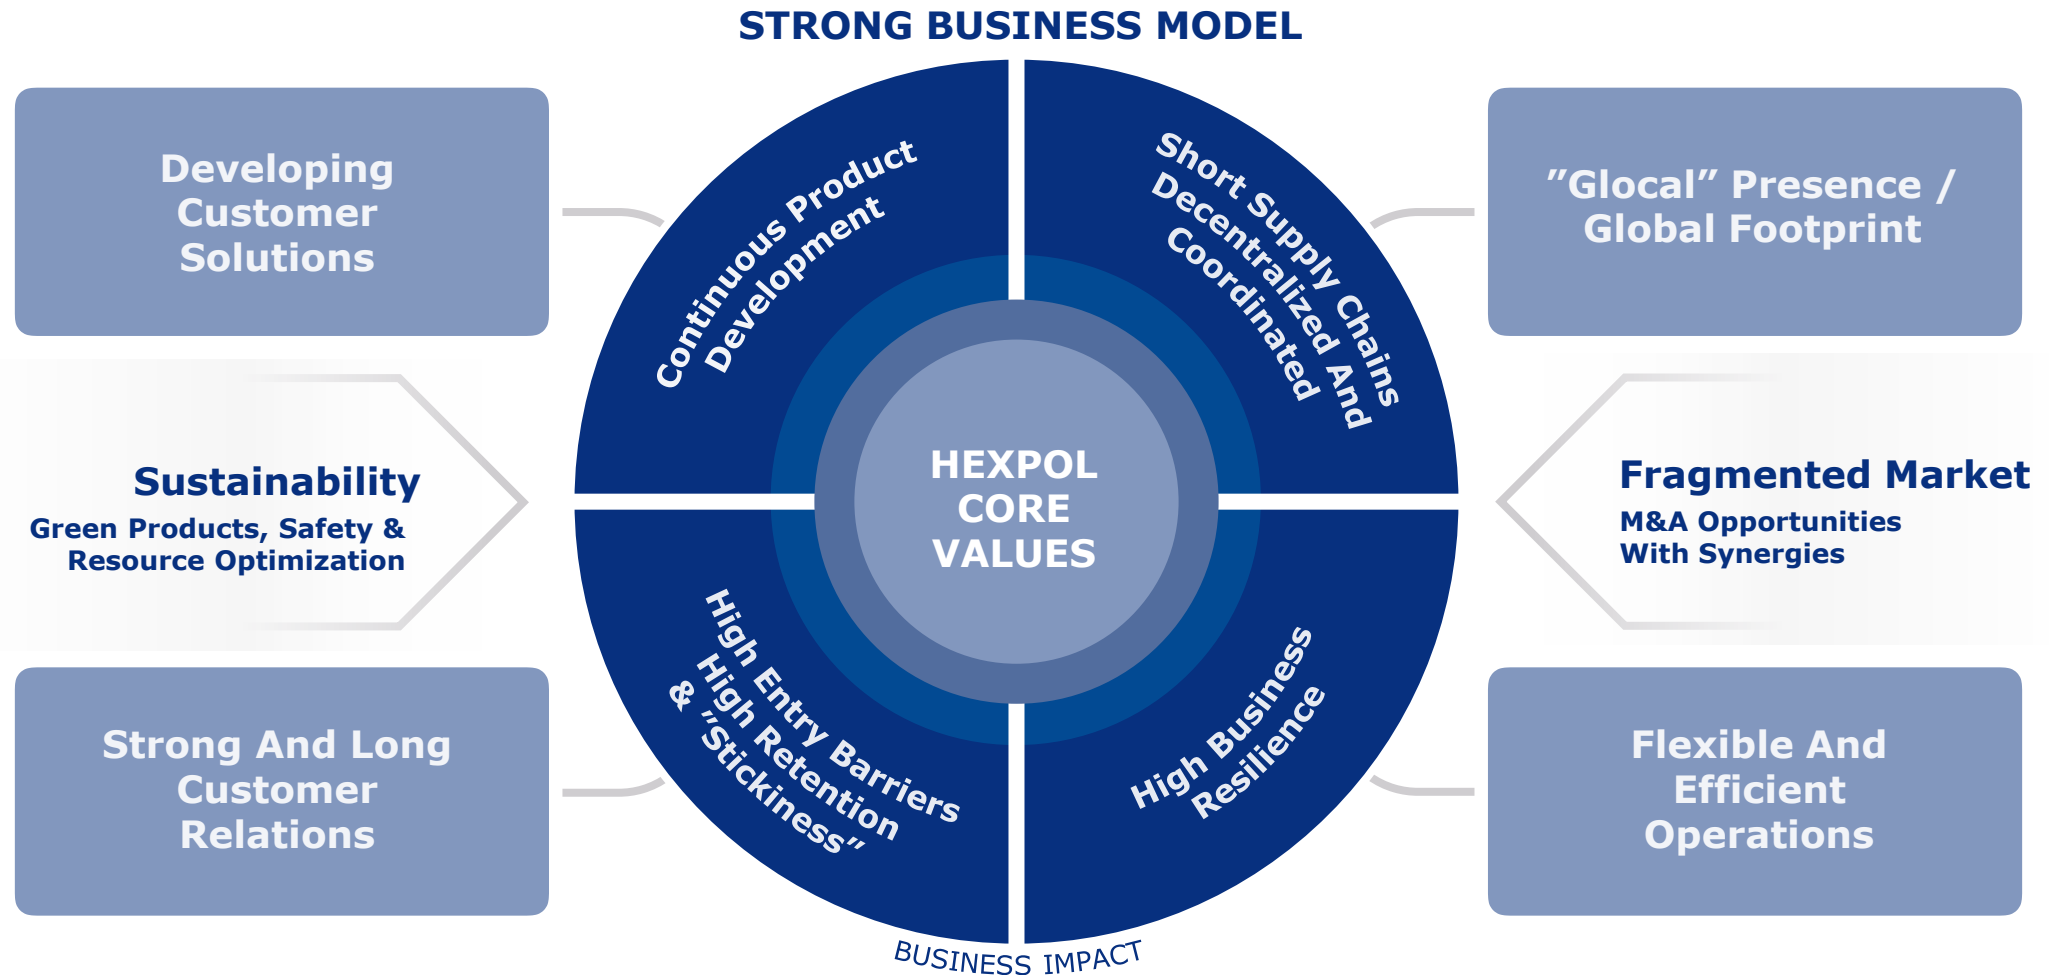 STRONG BUSINESS MODEL
Developing
Customer
Solutions
Continuous Product
Development
Short Supply Chains
Decentralized And
Coordinated
”Glocal” Presence /
Global Footprint
Sustainability
Green Products, Safety &
Resource Optimization
HEXPOL
CORE
VALUES
Fragmented Market
M&A Opportunities
With Synergies
Strong And Long
Customer
Relations
High Entry Barriers
High Retention
& ”Stickiness”
High Business
Resilience
Flexible And
Efficient
Operations
BUSINESS IMPACT